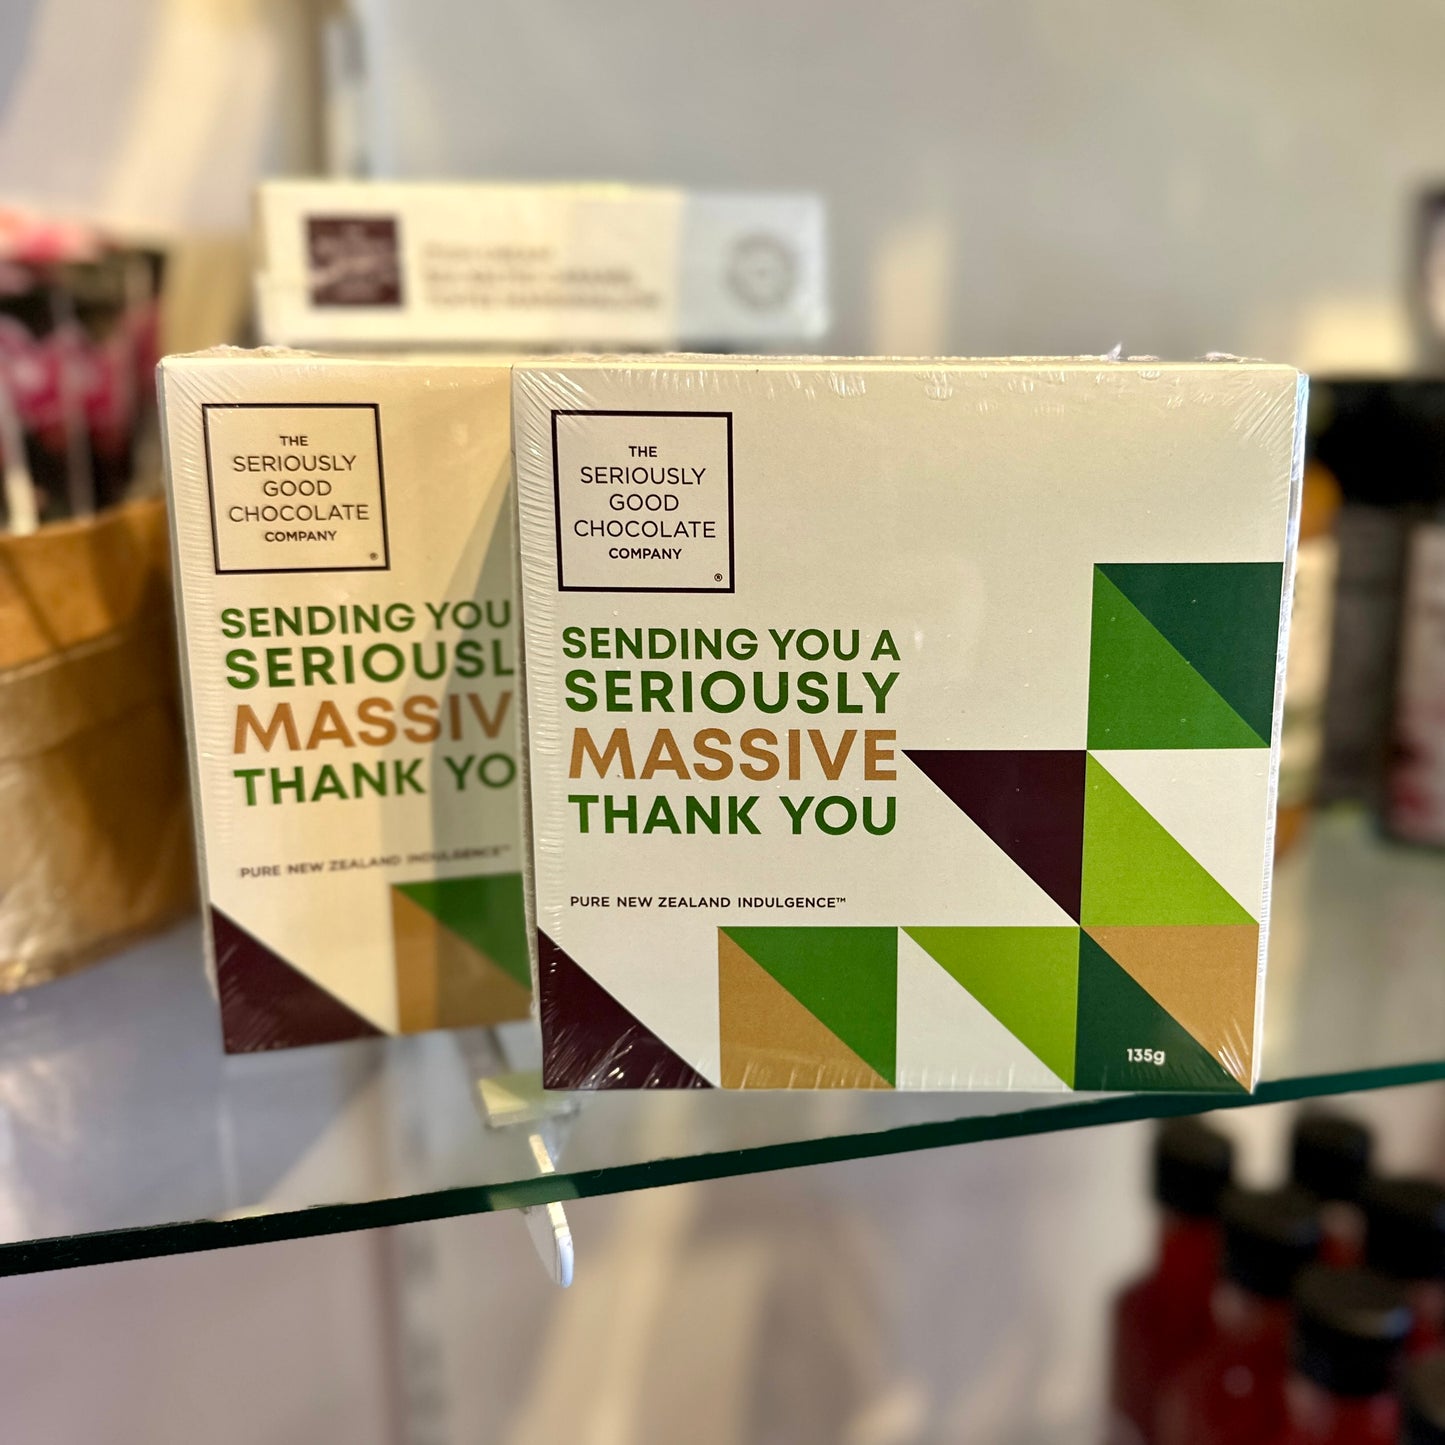 THE
SERIOUSLY
GOOD
CHOCOLATE
COMPANY
®
SENDING YOU
SERIOUSL
MASSIV
THANK YO
PURE NEW ZEALAND INDULGENCE™
THE
SERIOUSLY
GOOD
CHOCOLATE
COMPANY
®
SENDING YOU A
SERIOUSLY
MASSIVE
THANK YOU
PURE NEW ZEALAND INDULGENCE™
135g